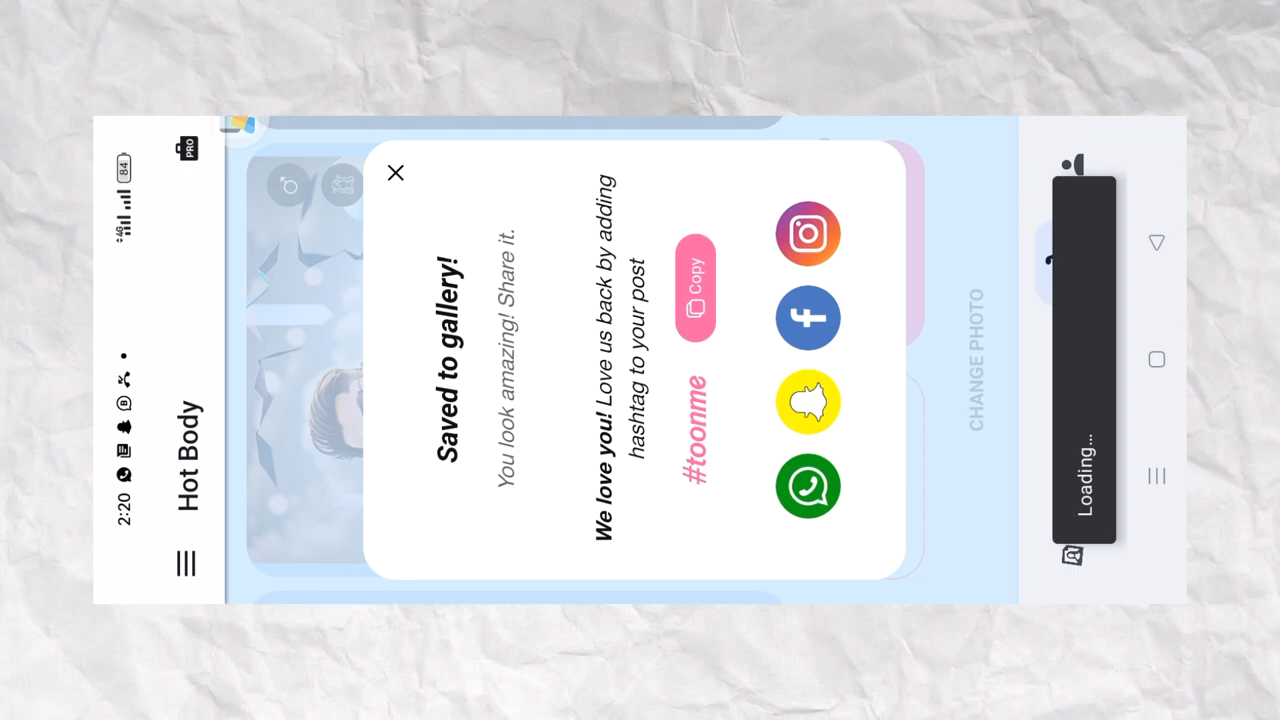 2:20
4G
84
Hot Body
PRO
Saved to gallery!
You look amazing! Share it.
We love you! Love us back by adding
hashtag to your post
#toonme
Copy
CHANGE PHOTO
Loading...